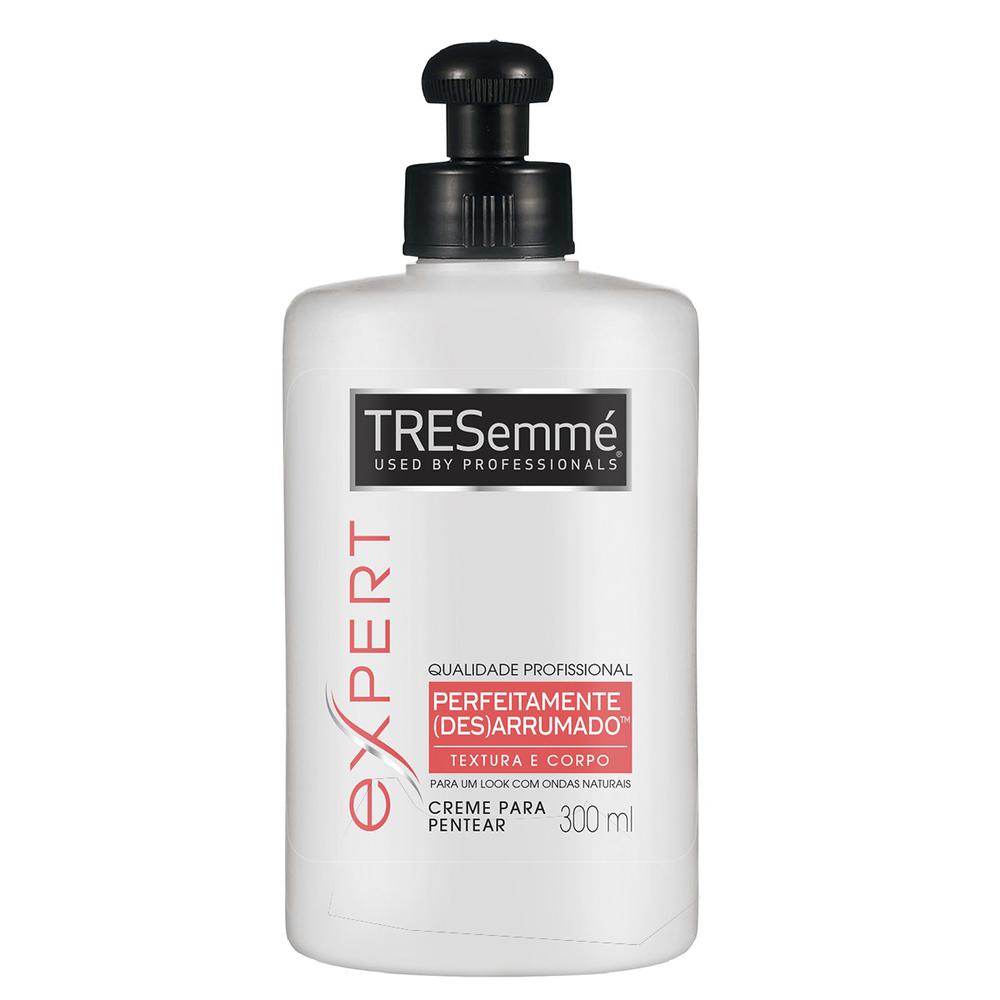 TRESemmé
USED BY PROFESSIONALS®
eXPERT
QUALIDADE PROFISSIONAL
PERFEITAMENTE
(DES)ARRUMADO™
TEXTURA E CORPO
PARA UM LOOK COM ONDAS NATURAIS
CREME PARA
PENTEAR 300 ml